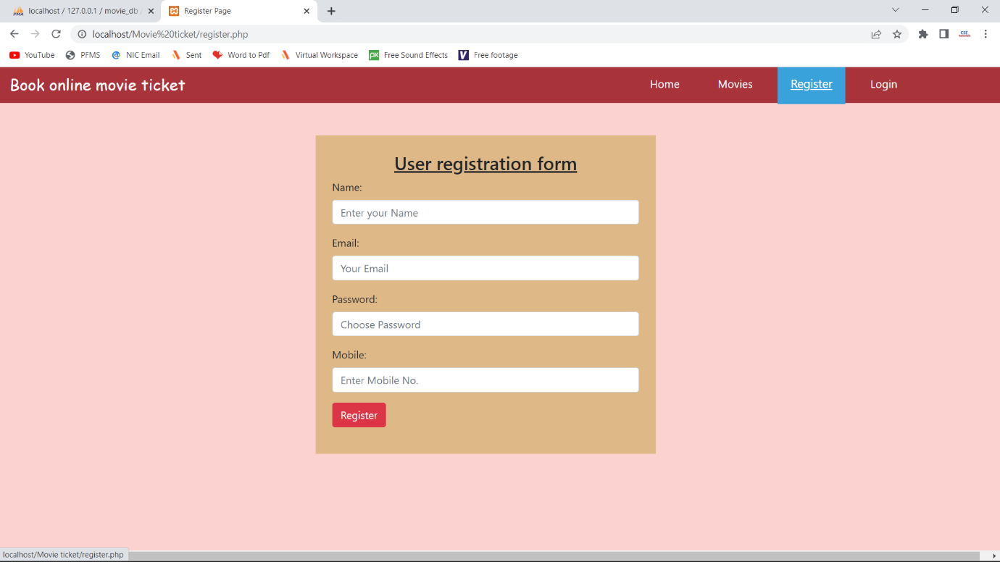 localhost / 127.0.0.1 / movie_db
Register Page
localhost/Movie%20ticket/register.php
YouTube PFMS NIC Email Sent Word to Pdf Virtual Workspace Free Sound Effects Free footage
Book online movie ticket Home Movies Register Login
User registration form
Name:
Enter your Name
Email:
Your Email
Password:
Choose Password
Mobile:
Enter Mobile No.
Register
localhost/Movie ticket/register.php